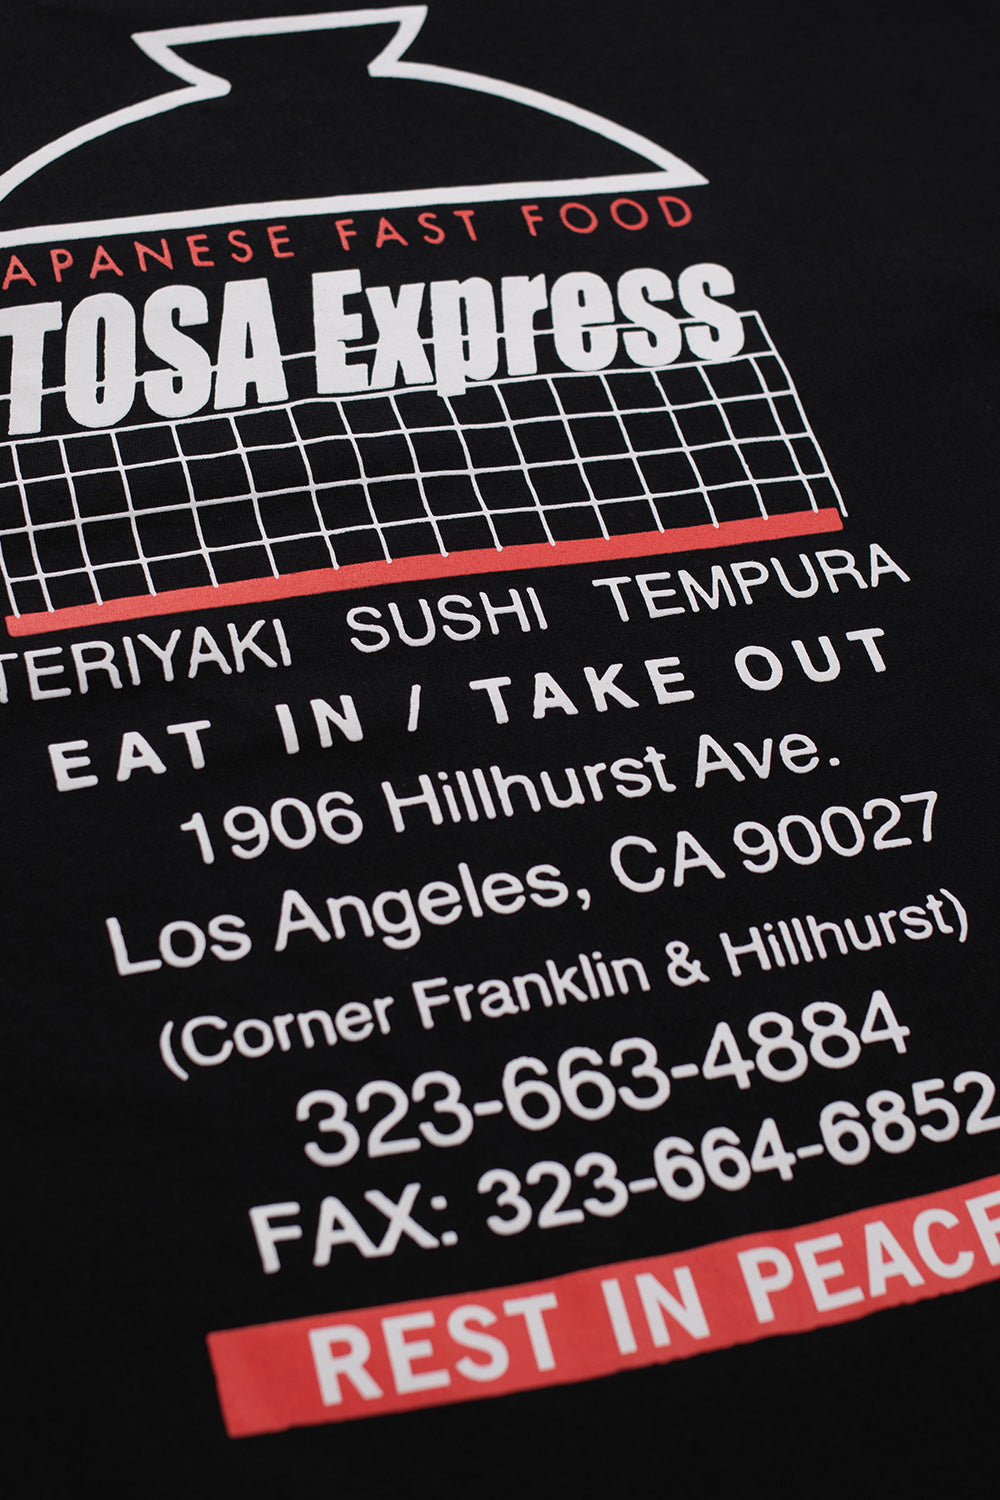 JAPANESE FAST FOOD
TOSA Express
TERIYAKI SUSHI TEMPURA
EAT IN / TAKE OUT
1906 Hillhurst Ave.
Los Angeles, CA 90027
(Corner Franklin & Hillhurst)
323-663-4884
FAX: 323-664-6852
REST IN PEACE